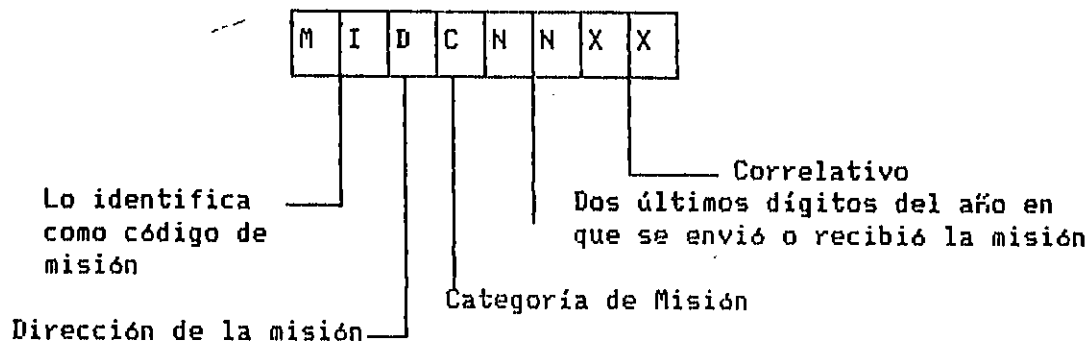 M I D C N N X X
Correlativo
Lo identifica
como código de
misión
Dos últimos dígitos del año en
que se envió o recibió la misión
Categoría de Misión
Dirección de la misión